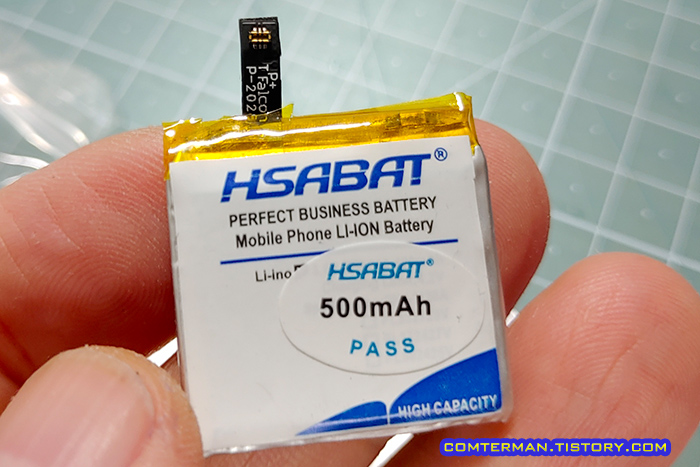 P+
T Falcon
P-202
HSABAT®
PERFECT BUSINESS BATTERY
Mobile Phone LI-ION Battery
Li-ino
HSABAT®
500mAh
PASS
HIGH CAPACITY
COMTERMAN.TISTORY.COM